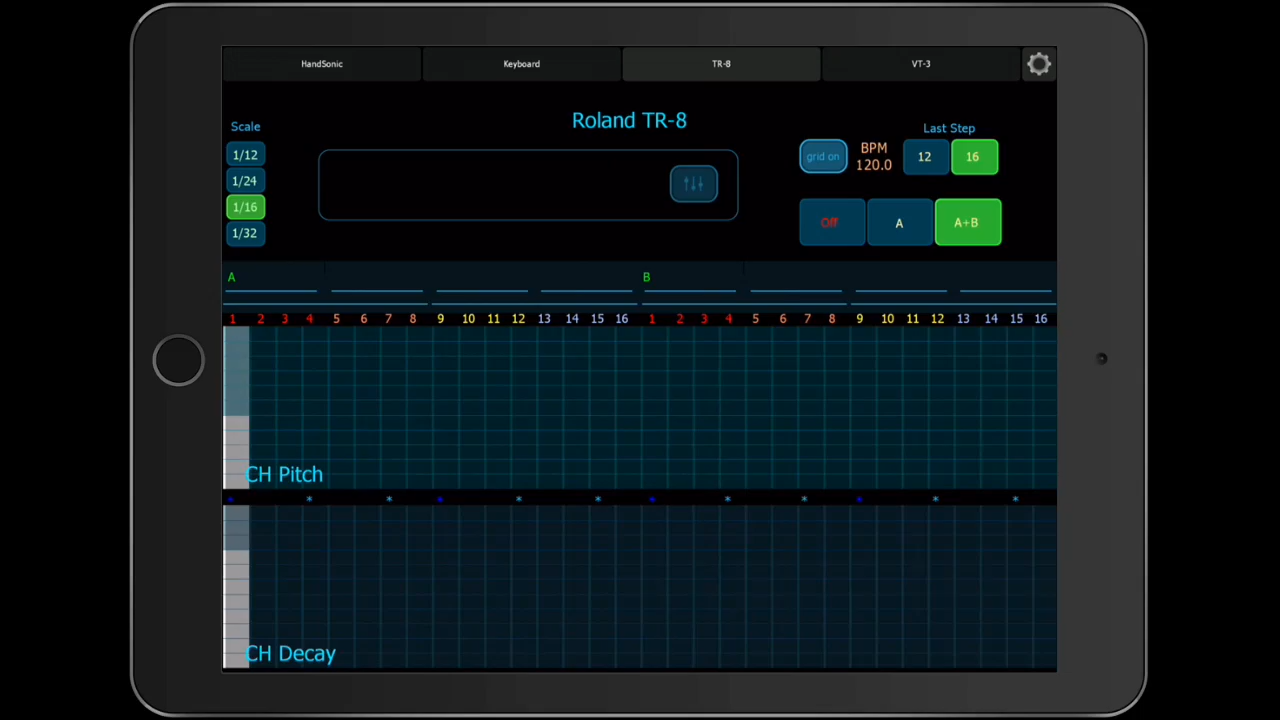 HandSonic Keyboard TR-8 VT-3
Roland TR-8
Scale
1/12
1/24
1/16
1/32
grid on
BPM
120.0
Last Step
12 16
Off A A+B
A B
1 2 3 4 5 6 7 8 9 10 11 12 13 14 15 16 1 2 3 4 5 6 7 8 9 10 11 12 13 14 15 16
CH Pitch
* * * * * * * * * * * *
CH Decay